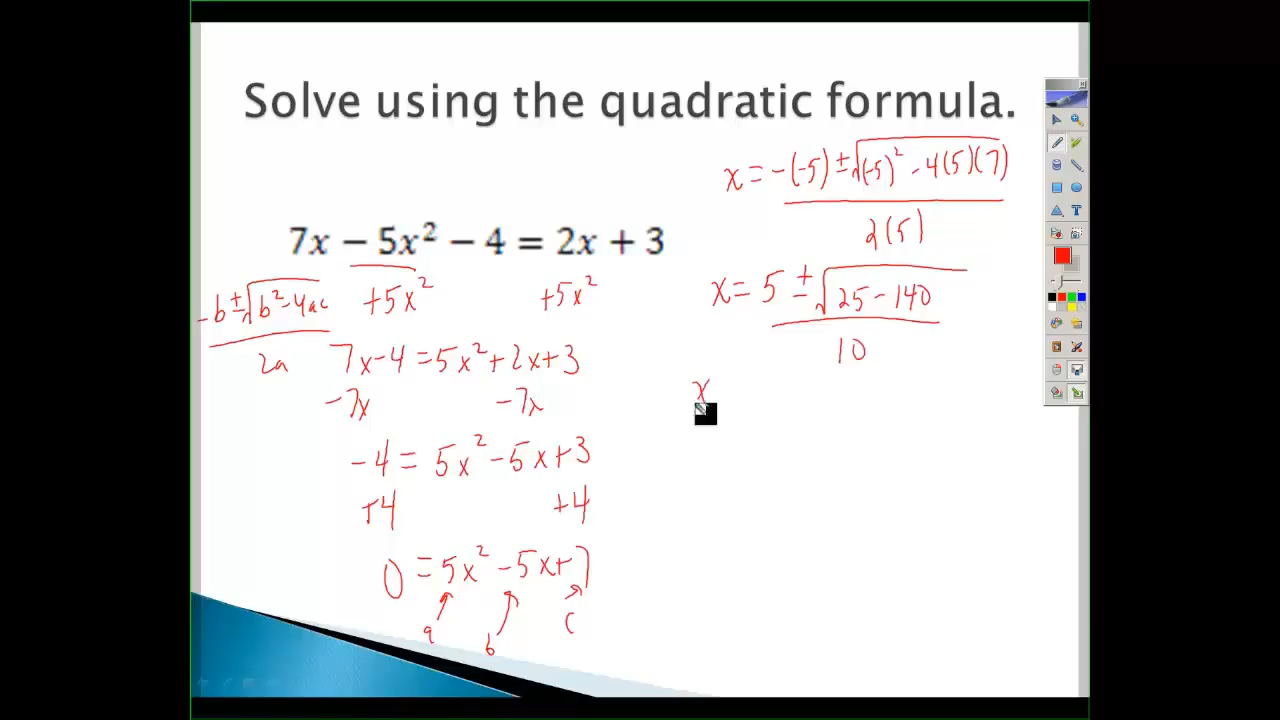 Solve using the quadratic formula.
7x − 5x² − 4 = 2x + 3
+5x² +5x²
-b±√b²-4ac
2a
7x-4 = 5x²+2x+3
-7x -7x
-4 = 5x²-5x+3
+4 +4
0 = 5x²-5x+7
a b c
x = -(-5) ± √(-5)²-4(5)(7)
2(5)
x = 5 ± √25-140
10
x
T